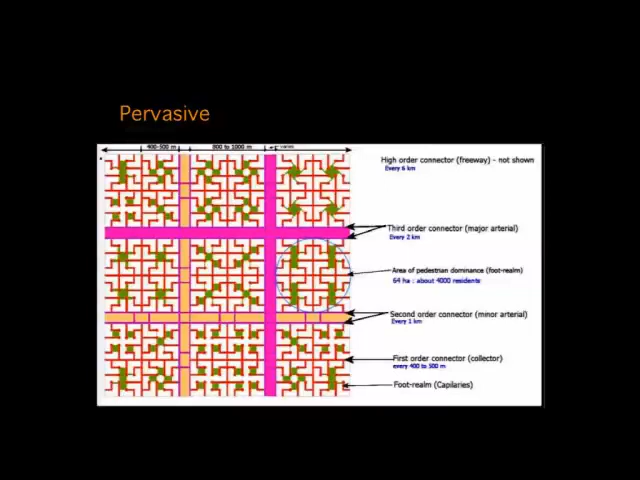 Pervasive
400-500 m
800 to 1000 m
varies
High order connector (freeway) - not shown
Every 6 km
Third order connector (major arterial)
Every 2 km
Area of pedestrian dominance (foot-realm)
64 ha : about 4000 residents
Second order connector (minor arterial)
Every 1 km
First order connector (collector)
every 400 to 500 m
Foot-realm (Capilaries)